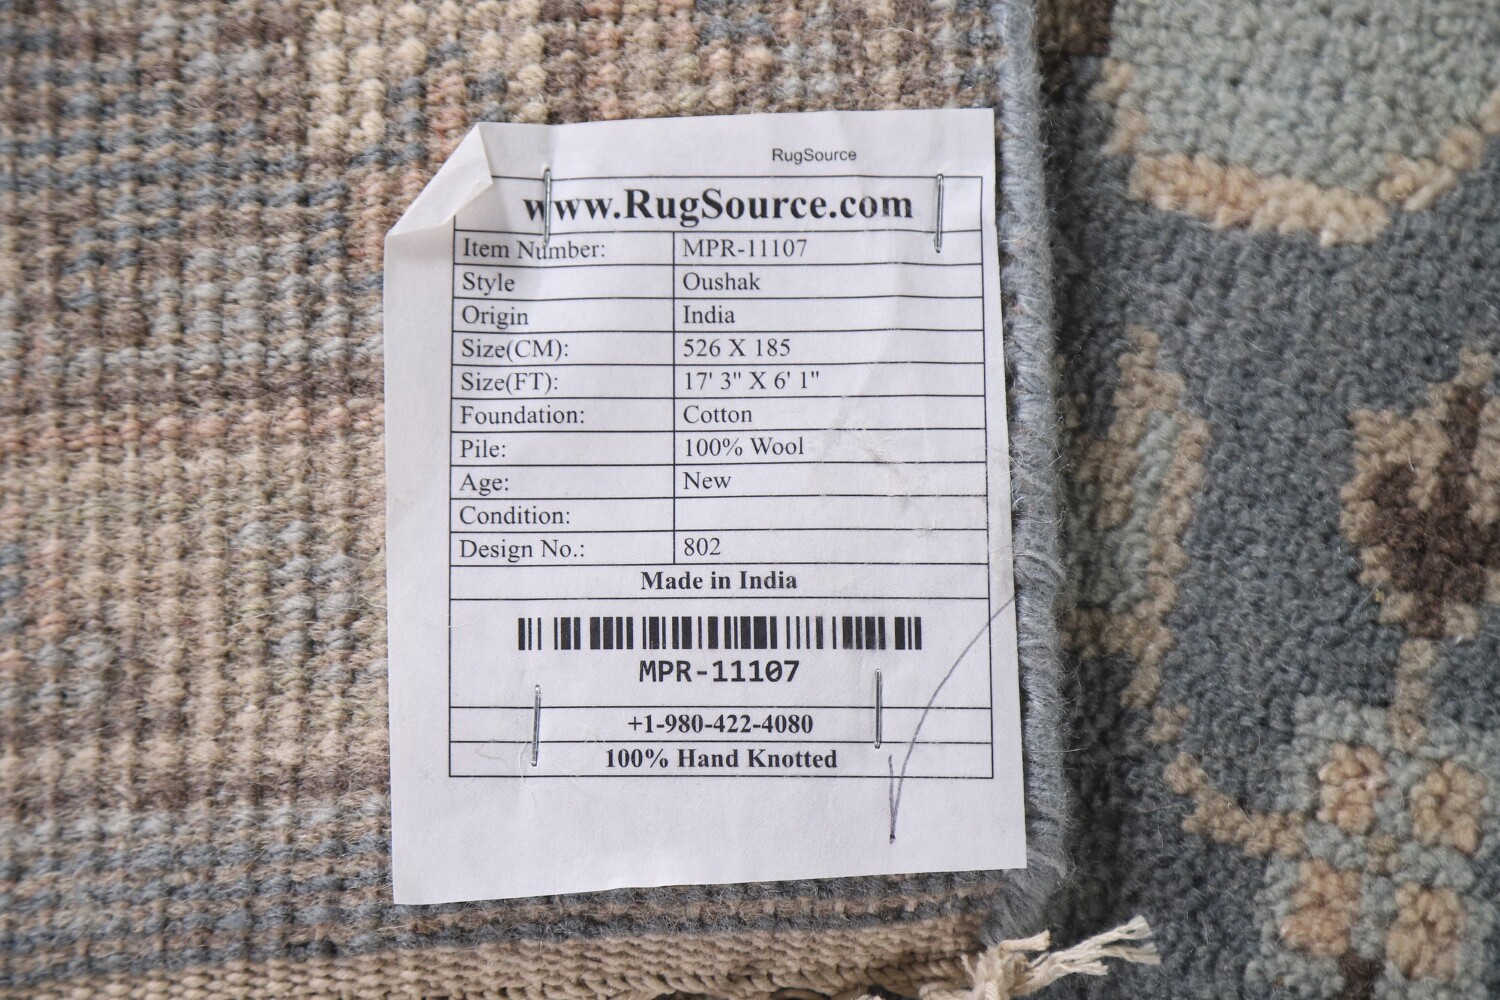 RugSource
www.RugSource.com
Item Number: MPR-11107
Style Oushak
Origin India
Size(CM): 526 X 185
Size(FT): 17' 3" X 6' 1"
Foundation: Cotton
Pile: 100% Wool
Age: New
Condition:
Design No.: 802
Made in India
MPR-11107
+1-980-422-4080
100% Hand Knotted